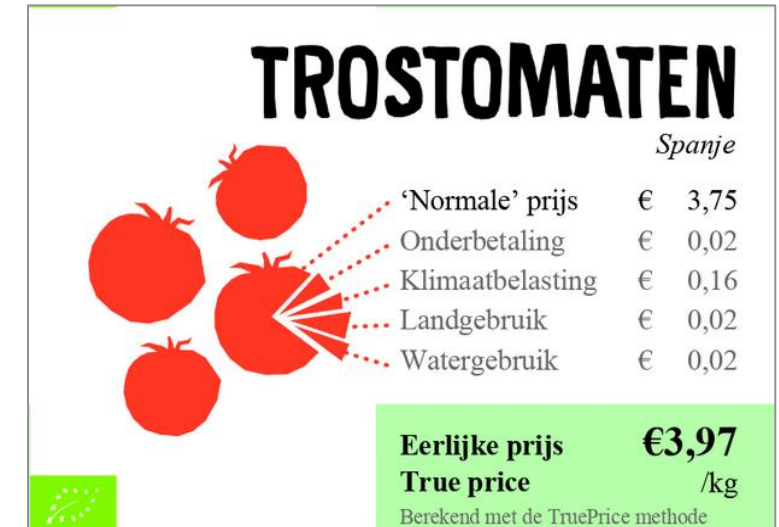 TROSTOMATEN
Spanje
‘Normale’ prijs € 3,75
Onderbetaling € 0,02
Klimaatbelasting € 0,16
Landgebruik € 0,02
Watergebruik € 0,02
Eerlijke prijs €3,97
True price /kg
Berekend met de TruePrice methode